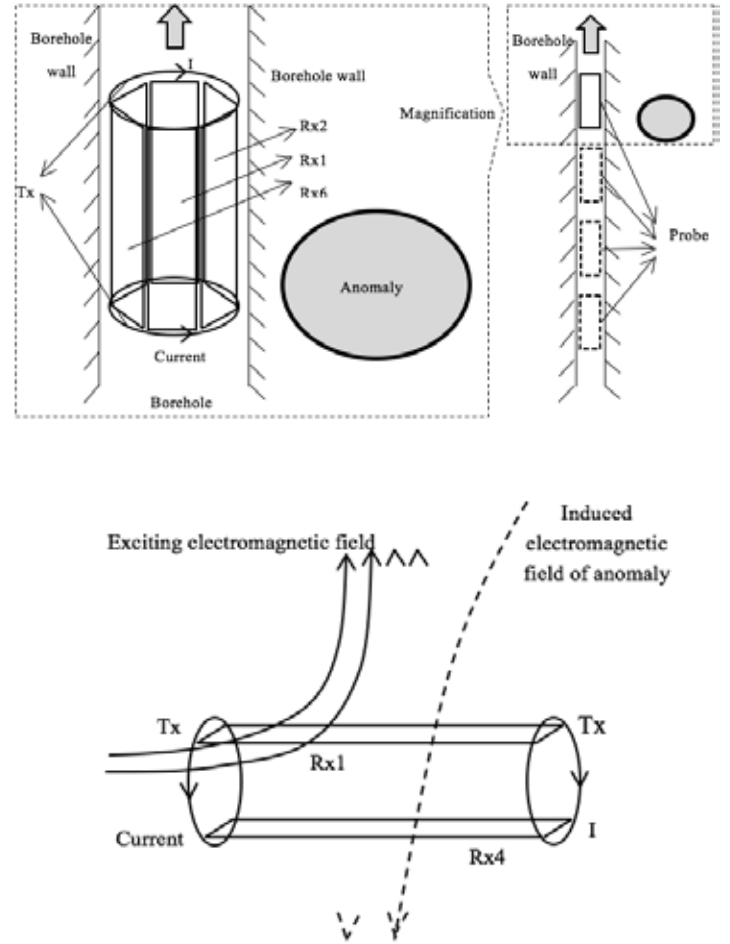 Borehole
wall
I
Borehole wall
Rx2
Rx1
Rx6
Tx
Anomaly
Current
Borehole
Magnification
Borehole
wall
Probe
Exciting electromagnetic field
Induced
electromagnetic
field of anomaly
Tx
Tx
Rx1
Current
I
Rx4